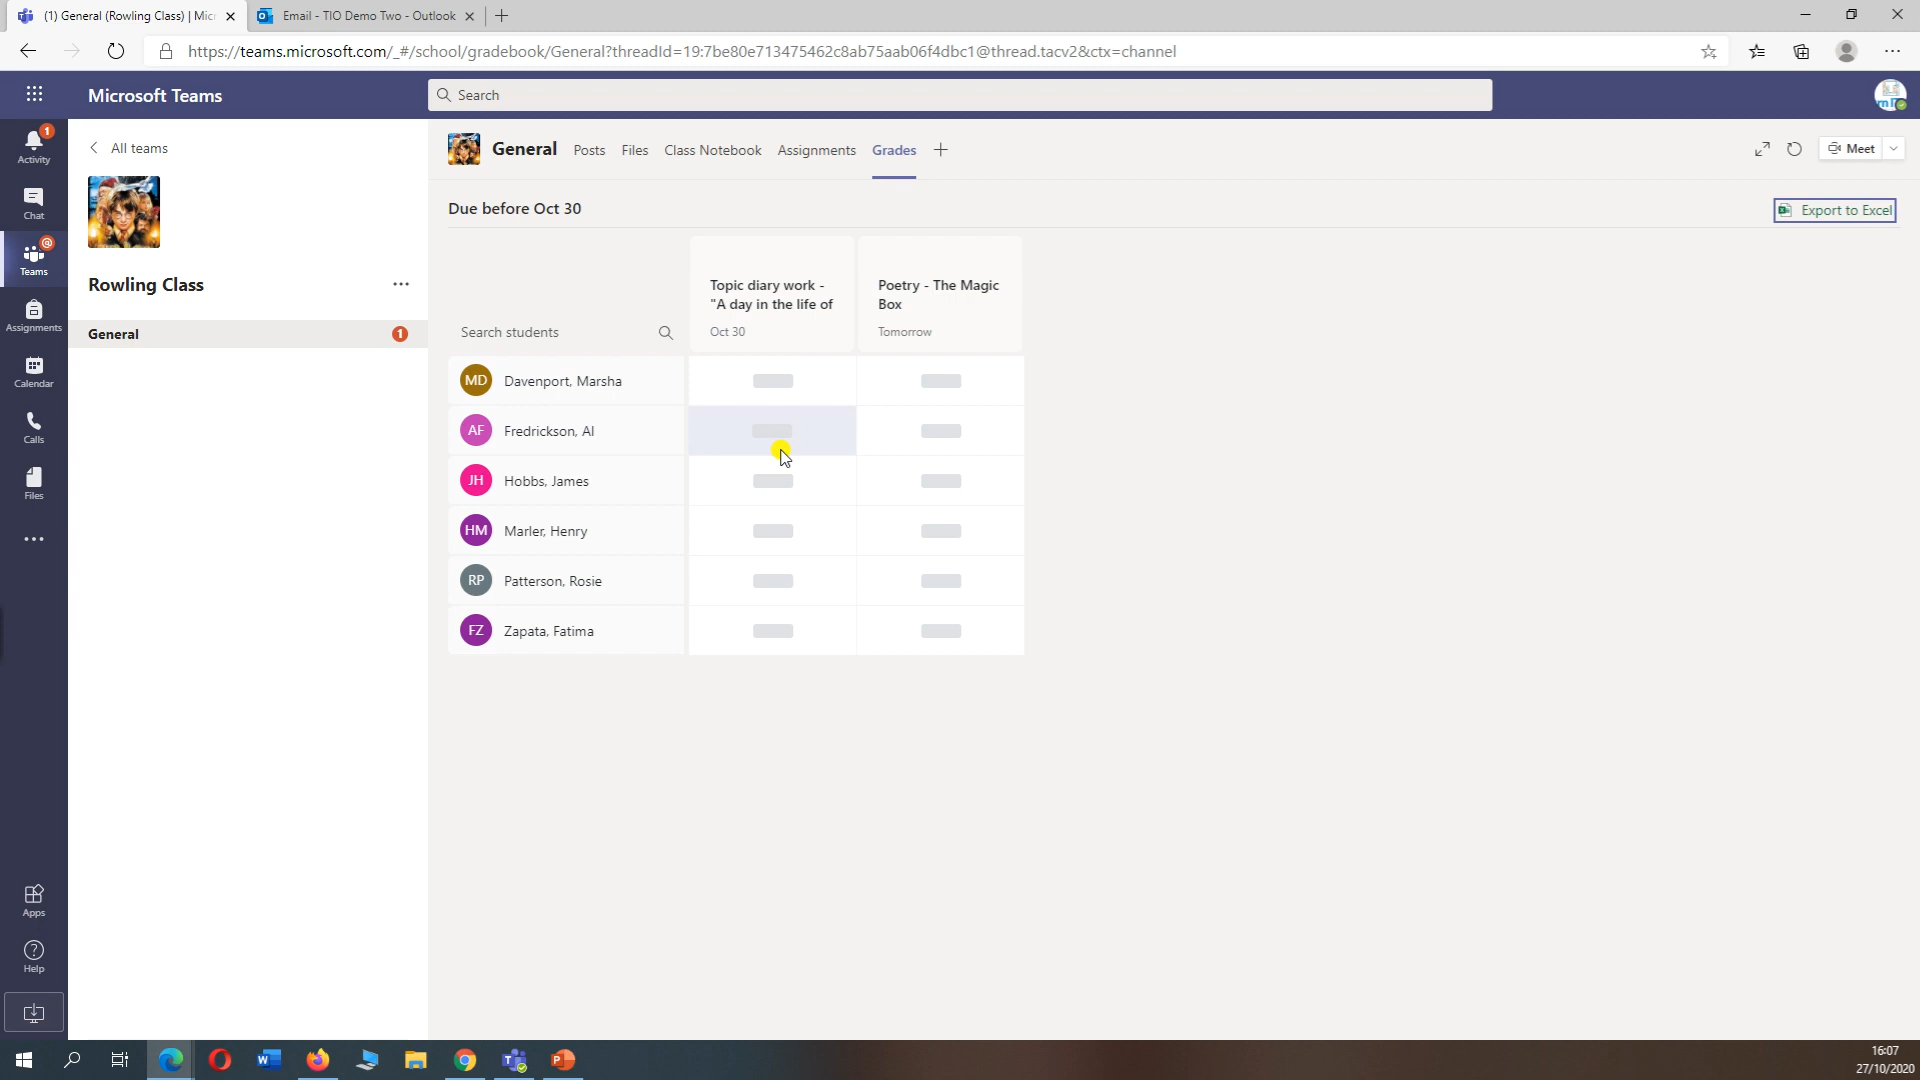 (1) General (Rowling Class) | Mic
Email - TIO Demo Two - Outlook
https://teams.microsoft.com/_#/school/gradebook/General?threadId=19:7be80e713475462c8ab75aab06f4dbc1@thread.tacv2&ctx=channel
Microsoft Teams
Search
1
Activity
Chat
@
Teams
Assignments
Calendar
Calls
Files
Apps
Help
All teams
Rowling Class
General
1
General
Posts
Files
Class Notebook
Assignments
Grades
Meet
Due before Oct 30
Export to Excel
Search students
Topic diary work -
"A day in the life of
Oct 30
Poetry - The Magic
Box
Tomorrow
MD Davenport, Marsha
AF Fredrickson, Al
JH Hobbs, James
HM Marler, Henry
RP Patterson, Rosie
FZ Zapata, Fatima
16:07
27/10/2020